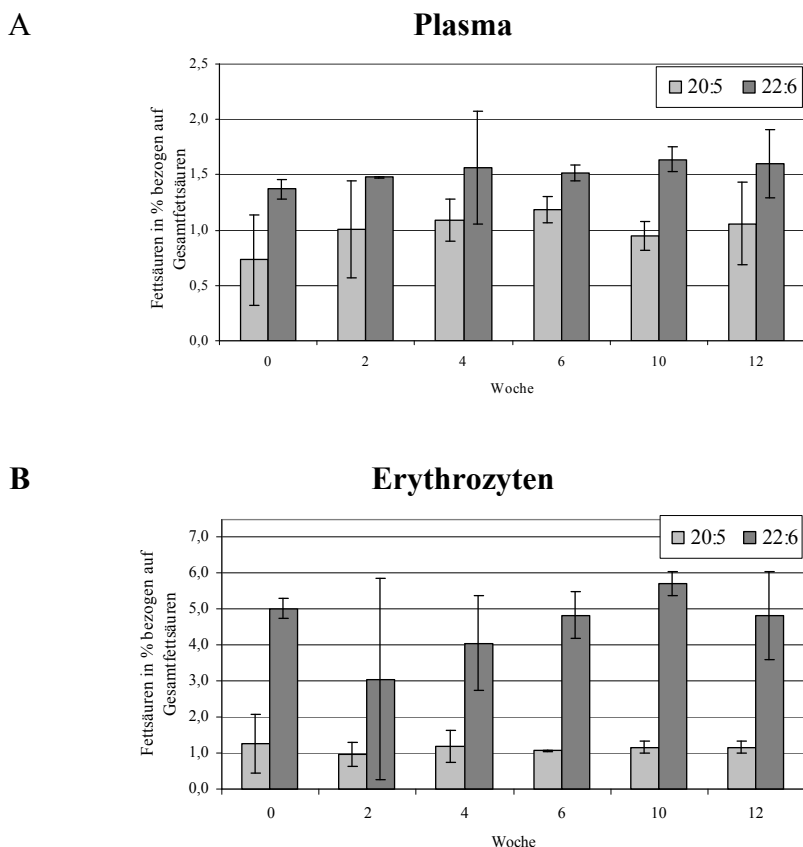 A
Plasma
2,5
2,0
1,5
1,0
0,5
0,0
Fettsäuren in % bezogen auf
Gesamtfettsäuren
20:5 22:6
0 2 4 6 10 12
Woche
B
Erythrozyten
7,0
6,0
5,0
4,0
3,0
2,0
1,0
0,0
Fettsäuren in % bezogen auf
Gesamtfettsäuren
20:5 22:6
0 2 4 6 10 12
Woche